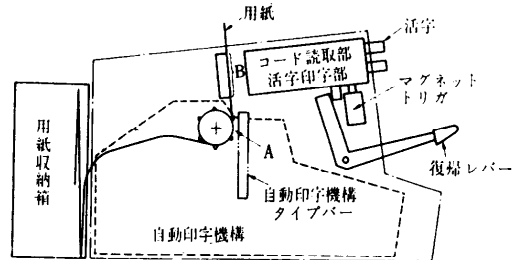 用紙
活字
B
コード読取部
活字印字部
マグネット
トリガ
用紙収納箱
A
復帰レバー
自動印字機構
タイプバー
自動印字機構